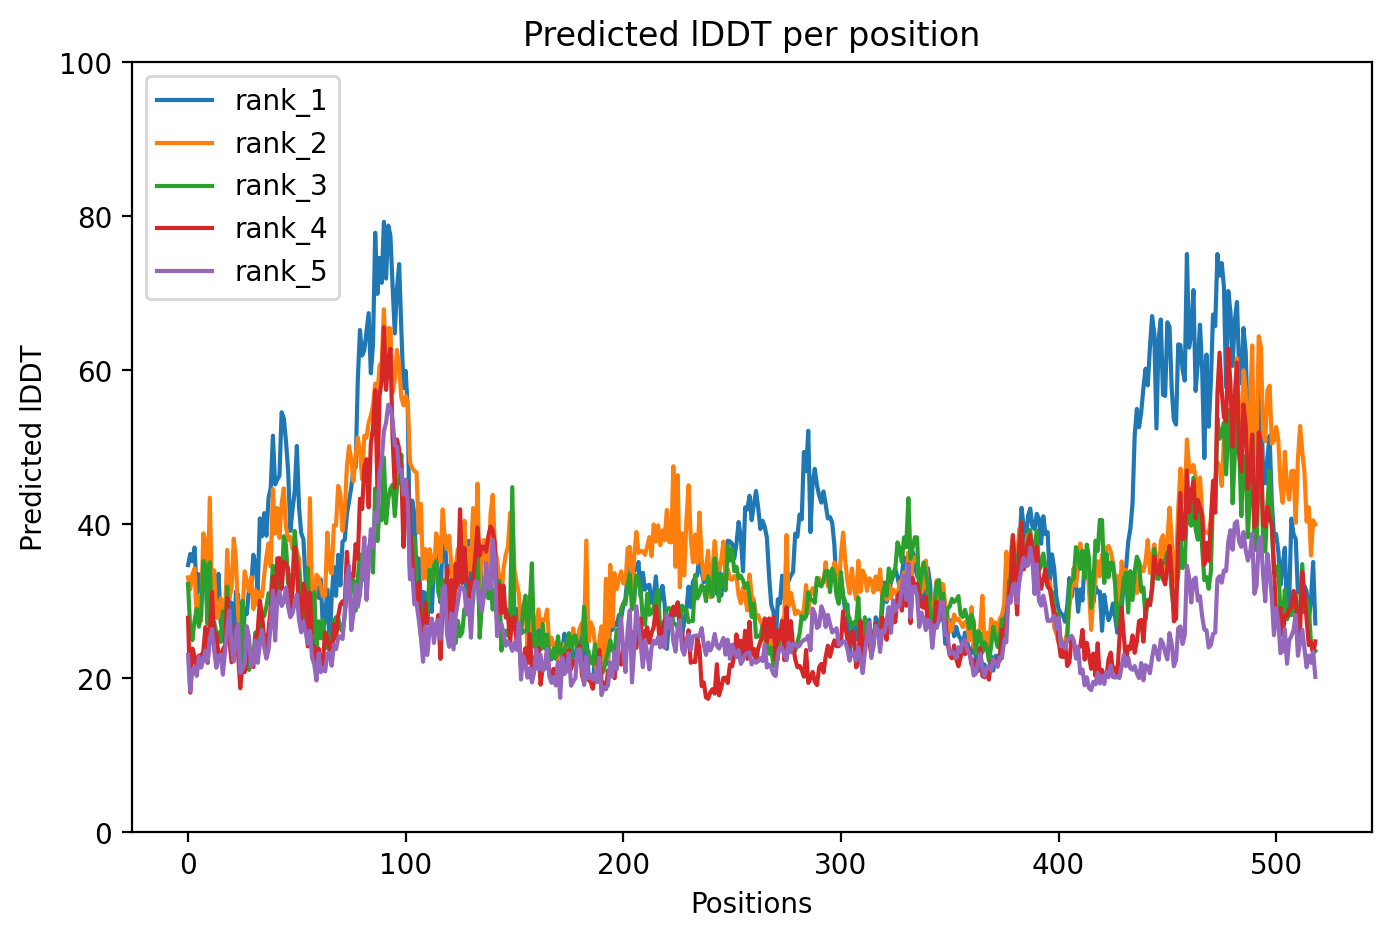 Predicted lDDT per position
100
80
60
40
20
0
Predicted lDDT
rank_1
rank_2
rank_3
rank_4
rank_5
0 100 200 300 400 500
Positions